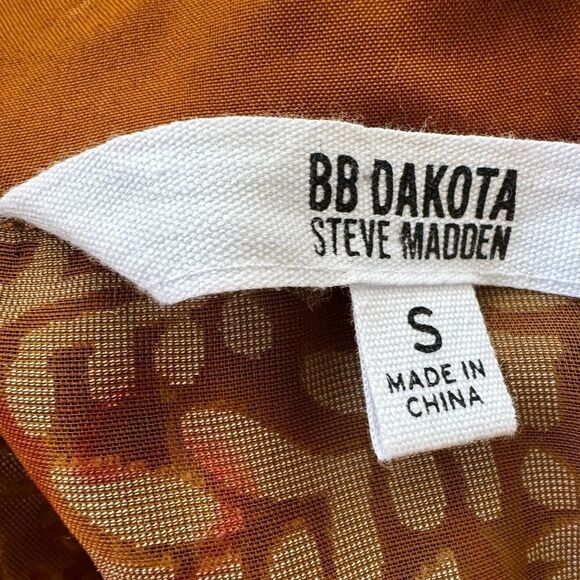 BB DAKOTA
STEVE MADDEN
S
MADE IN
CHINA